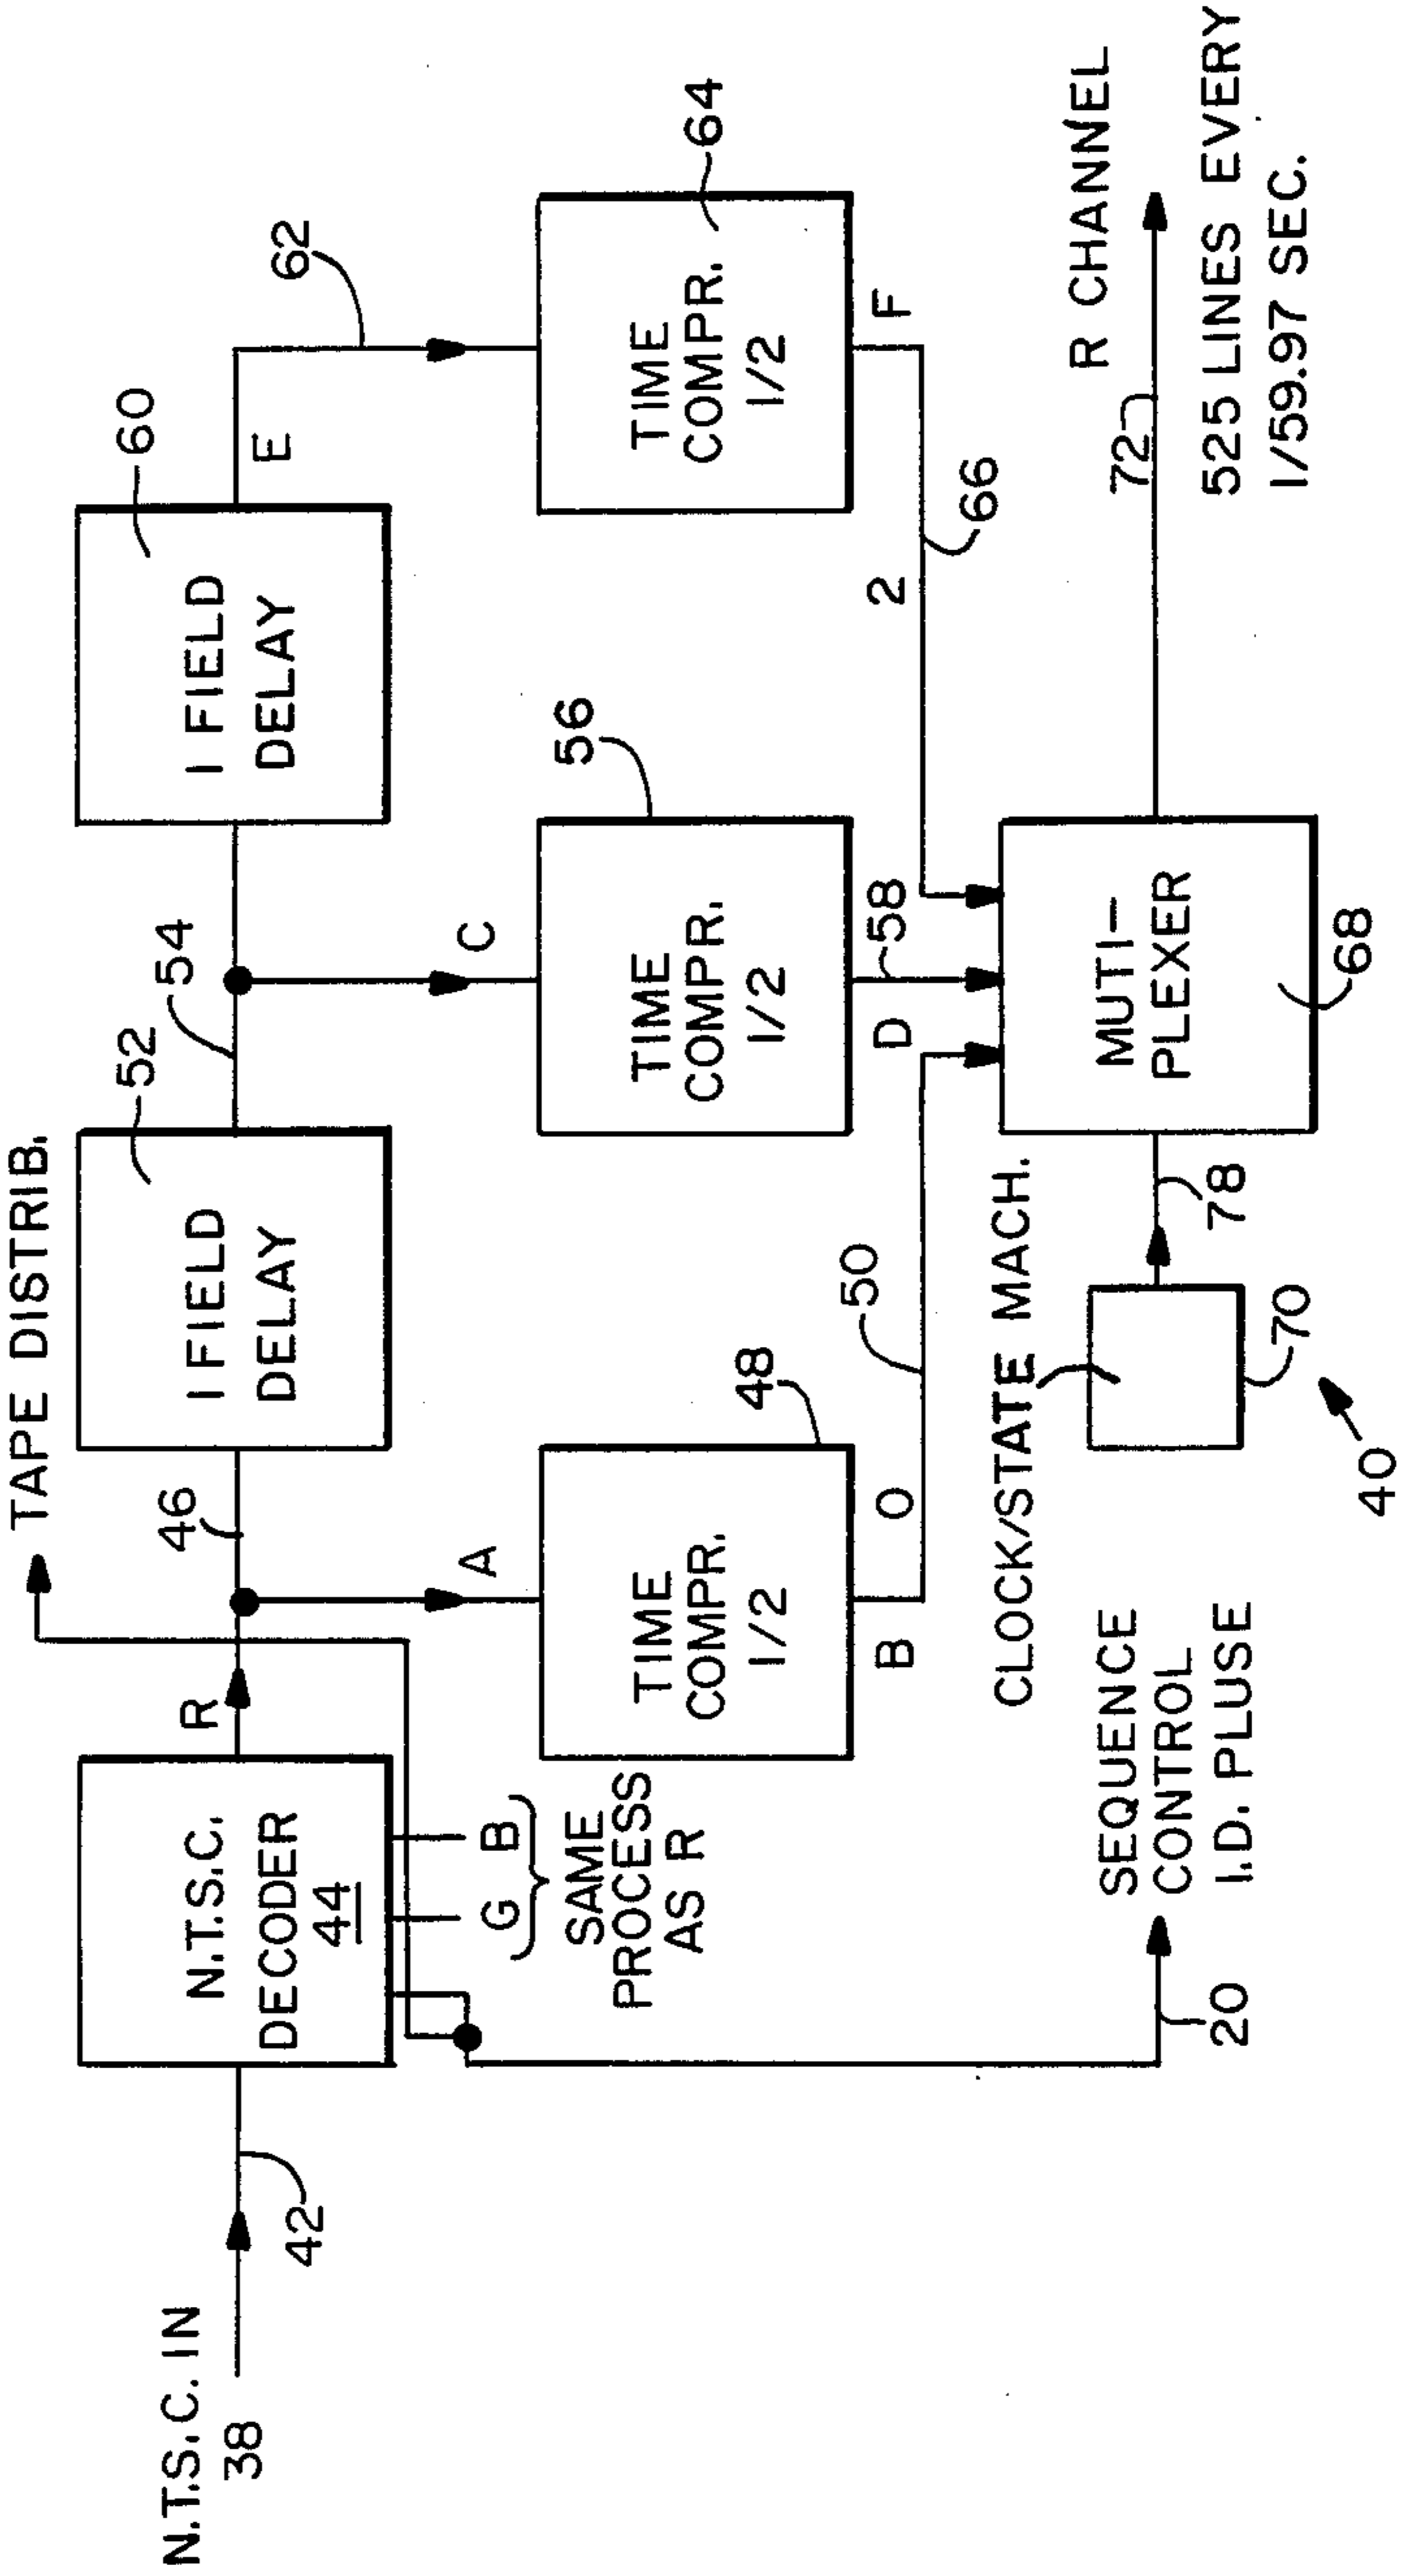 TAPE DISTRIB.
N.T.S.C. IN
38
42
N.T.S.C.
DECODER
44
R
46
1 FIELD
DELAY
52
54
1 FIELD
DELAY
60
E
62
G B
SAME
PROCESS
AS R
A
TIME
COMPR.
1/2
48
C
TIME
COMPR.
1/2
56
TIME
COMPR.
1/2
64
B
O
50
D
58
2
66
F
CLOCK/STATE MACH.
70
78
MUTI-
PLEXER
68
72
R CHANNEL
525 LINES EVERY
1/59.97 SEC.
20
SEQUENCE
CONTROL
I.D. PLUSE
40